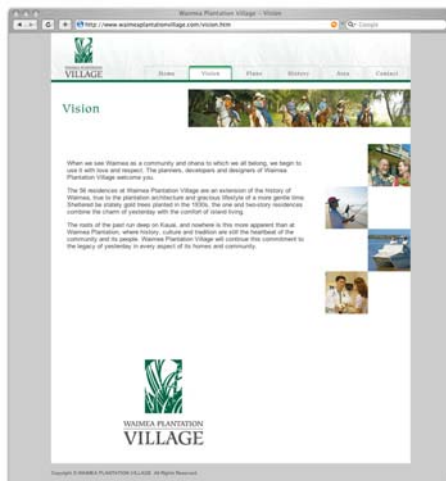 Waimea Plantation Village - Vision
http://www.waimeaplantationvillage.com/vision.htm
Google
WAIMEA PLANTATION
VILLAGE
Home Vision Plans History Area Contact
Vision
When we see Waimea as a community and ohana to which we all belong, we begin to
use it with love and respect. The planners, developers and designers of Waimea
Plantation Village welcome you.
The 56 residences at Waimea Plantation Village are an extension of the history of
Waimea, true to the plantation architecture and gracious lifestyle of a more gentle time.
Sheltered by stately gold trees planted in the 1930s, the one and two-story residences
combine the charm of yesterday with the comfort of island living.
The roots of the past run deep on Kauai, and nowhere is this more apparent than at
Waimea Plantation, where history, culture and tradition are still the heartbeat of the
community and its people. Waimea Plantation Village will continue this commitment to
the legacy of yesterday in every aspect of its homes and community.
WAIMEA PLANTATION
VILLAGE
Copyright © WAIMEA PLANTATION VILLAGE. All Rights Reserved.